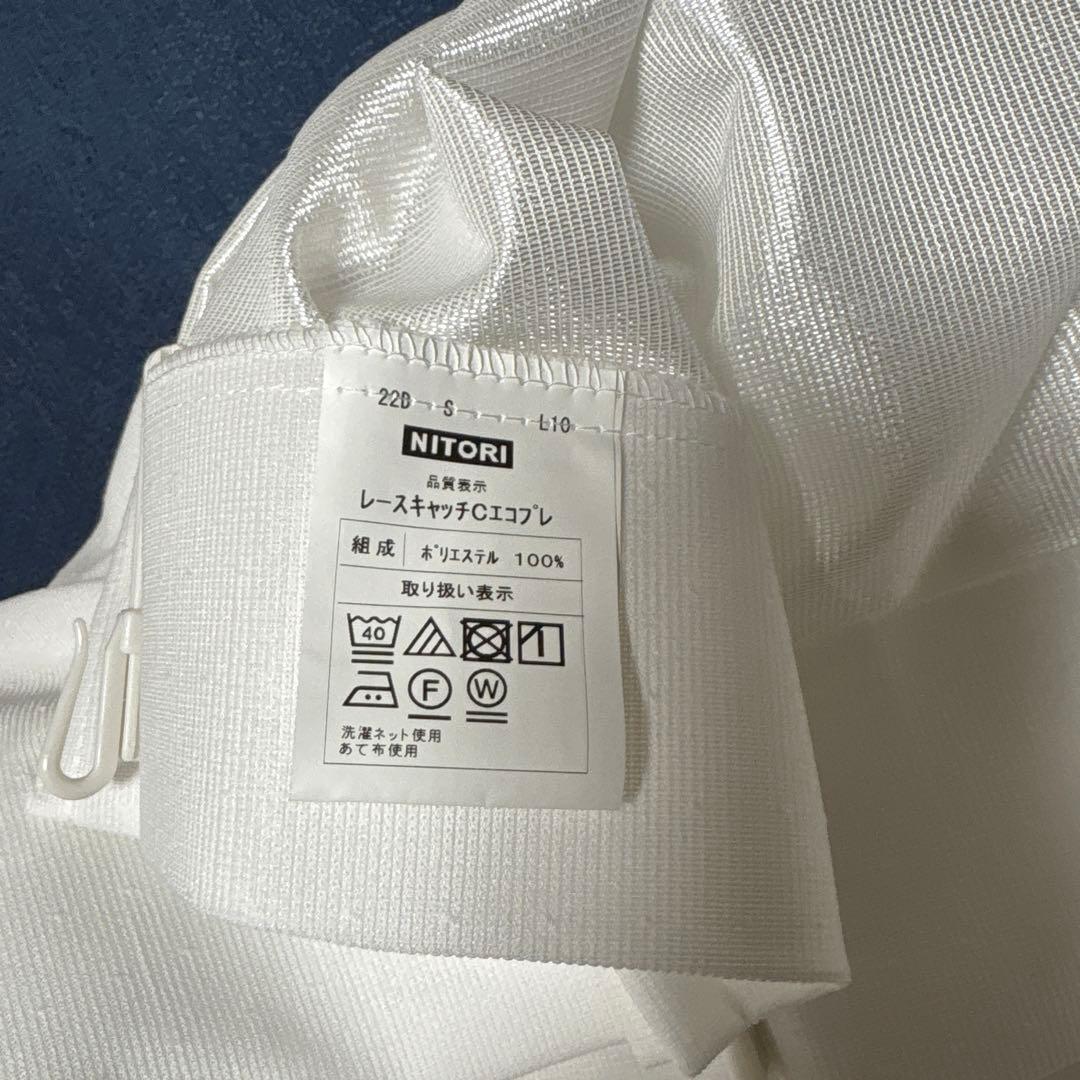 22B S L10
NITORI
品質表示
レースキャッチCエコプレ
組成 ポリエステル 100%
取り扱い表示
40
F W
洗濯ネット使用
あて布使用